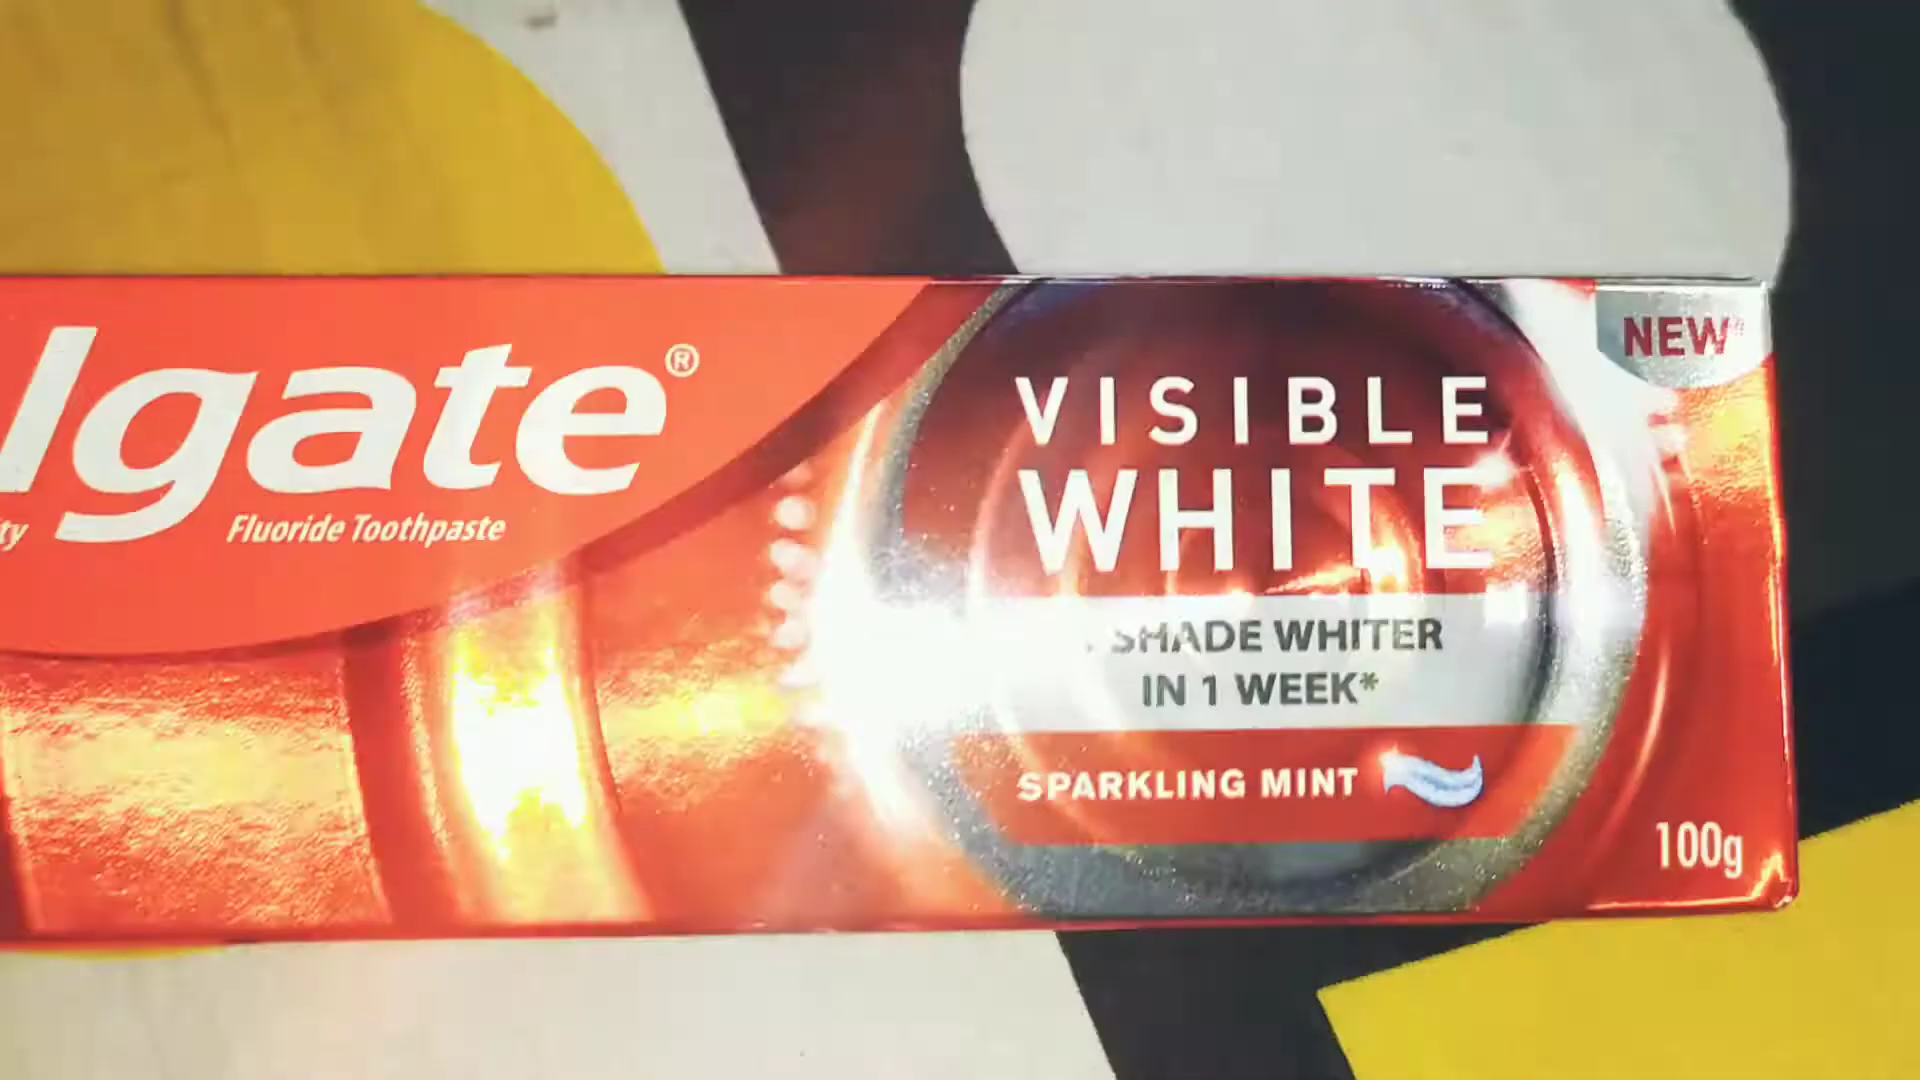 lgate®
ty
Fluoride Toothpaste
NEW*
VISIBLE
WHITE
SHADE WHITER
IN 1 WEEK*
SPARKLING MINT
100g